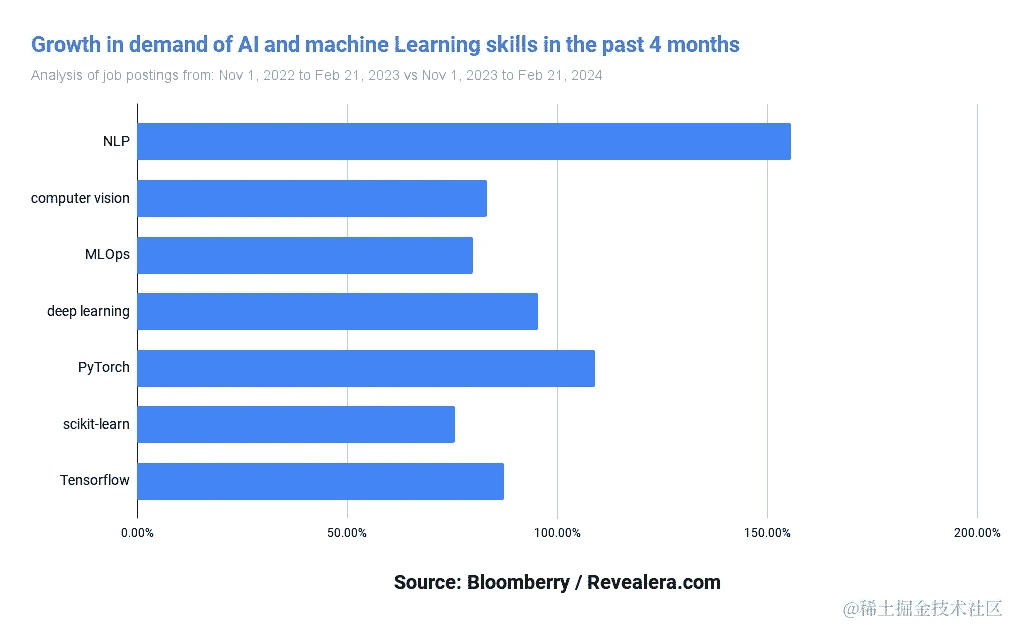 Growth in demand of AI and machine Learning skills in the past 4 months
Analysis of job postings from: Nov 1, 2022 to Feb 21, 2023 vs Nov 1, 2023 to Feb 21, 2024
NLP
computer vision
MLOps
deep learning
PyTorch
scikit-learn
Tensorflow
0.00% 50.00% 100.00% 150.00% 200.00%
Source: Bloomberry / Revealera.com
@稀土掘金技术社区